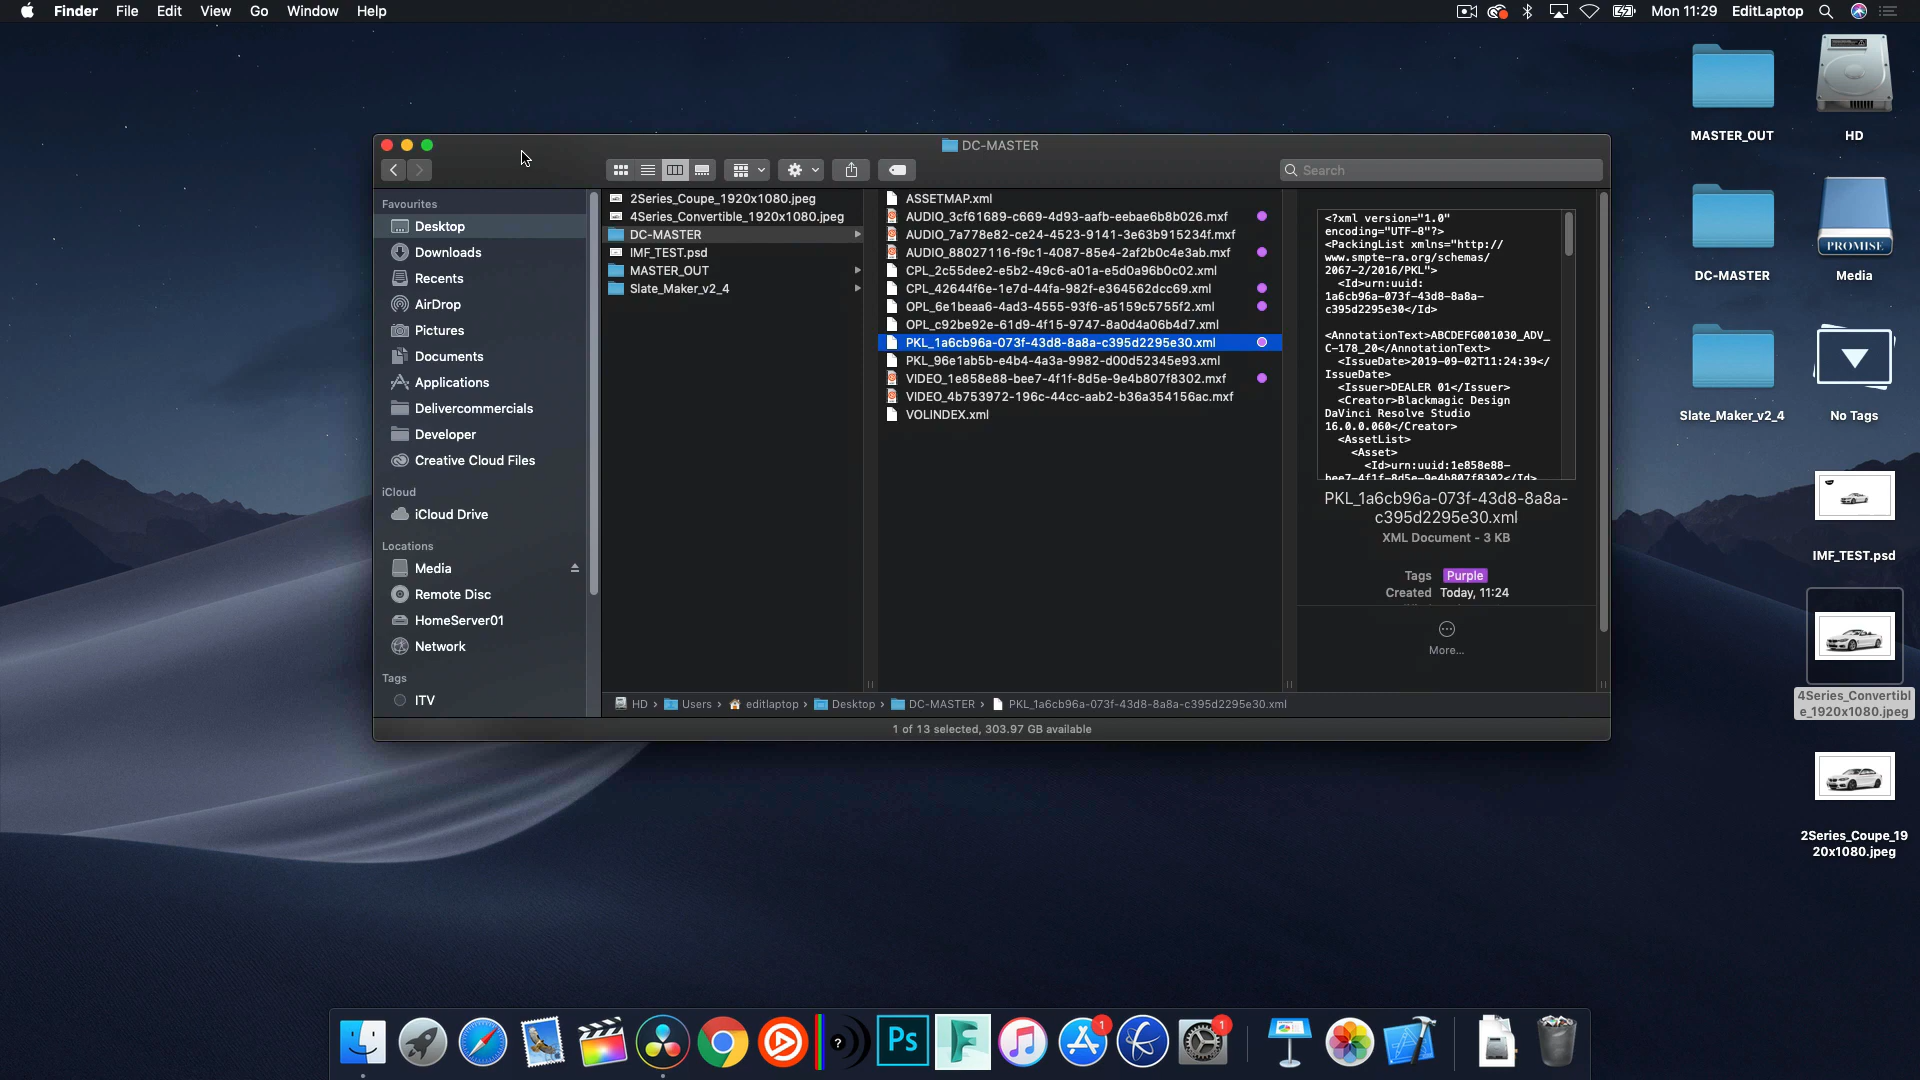 Finder File Edit View Go Window Help
Mon 11:29 EditLaptop
DC-MASTER
Search
Favourites
Desktop
Downloads
Recents
AirDrop
Pictures
Documents
Applications
Delivercommercials
Developer
Creative Cloud Files
iCloud
iCloud Drive
Locations
Media
Remote Disc
HomeServer01
Network
Tags
ITV
2Series_Coupe_1920x1080.jpeg
4Series_Convertible_1920x1080.jpeg
DC-MASTER
IMF_TEST.psd
MASTER_OUT
Slate_Maker_v2_4
ASSETMAP.xml
AUDIO_3cf61689-c669-4d93-aafb-eebae6b8b026.mxf
AUDIO_7a778e82-ce24-4523-9141-3e63b915234f.mxf
AUDIO_88027116-f9c1-4087-85e4-2af2b0c4e3ab.mxf
CPL_2c55dee2-e5b2-49c6-a01a-e5d0a96b0c02.xml
CPL_42644f6e-1e7d-44fa-982f-e364562dcc69.xml
OPL_6e1beaa6-4ad3-4555-93f6-a5159c5755f2.xml
OPL_c92be92e-61d9-4f15-9747-8a0d4a06b4d7.xml
PKL_1a6cb96a-073f-43d8-8a8a-c395d2295e30.xml
PKL_96e1ab5b-e4b4-4a3a-9982-d00d52345e93.xml
VIDEO_1e858e88-bee7-4f1f-8d5e-9e4b807f8302.mxf
VIDEO_4b753972-196c-44cc-aab2-b36a354156ac.mxf
VOLINDEX.xml
<?xml version="1.0"
encoding="UTF-8"?>
<PackingList xmlns="http://
www.smpte-ra.org/schemas/
2067-2/2016/PKL">
<Id>urn:uuid:
1a6cb96a-073f-43d8-8a8a-
c395d2295e30</Id>
<AnnotationText>ABCDEFG001030_ADV_
C-178_20</AnnotationText>
<IssueDate>2019-09-02T11:24:39</
IssueDate>
<Issuer>DEALER 01</Issuer>
<Creator>Blackmagic Design
DaVinci Resolve Studio
16.0.0.060</Creator>
<AssetList>
<Asset>
<Id>urn:uuid:1e858e88-
bee7-4f1f-8d5e-9e4b807f8302</Id>
PKL_1a6cb96a-073f-43d8-8a8a-
c395d2295e30.xml
XML Document - 3 KB
Tags Purple
Created Today, 11:24
More...
HD › Users › editlaptop › Desktop › DC-MASTER › PKL_1a6cb96a-073f-43d8-8a8a-c395d2295e30.xml
1 of 13 selected, 303.97 GB available
MASTER_OUT
HD
PROMISE
DC-MASTER
Media
Slate_Maker_v2_4
No Tags
IMF_TEST.psd
4Series_Convertibl
e_1920x1080.jpeg
2Series_Coupe_19
20x1080.jpeg
?
Ps
1
1